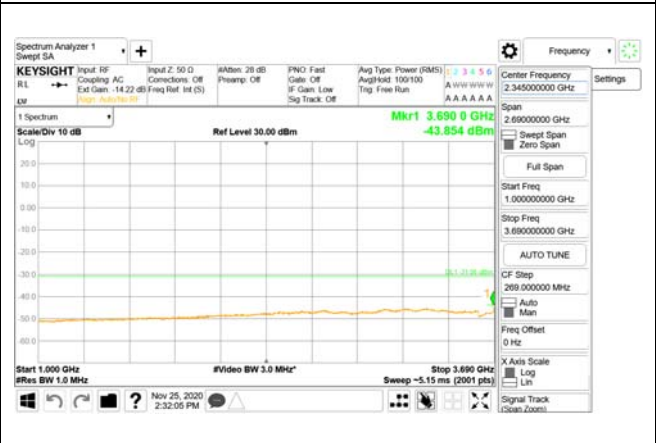 Spectrum Analyzer 1
Swept SA
Frequency
KEYSIGHT
RL
Input: RF
Coupling: AC
Ext Gain: -14.22 dB
Align: Auto/No RF
Input Z: 50 Ω
Corrections: Off
Freq Ref: Int (S)
#Atten: 28 dB
Preamp: Off
PNO: Fast
Gate: Off
IF Gain: Low
Sig Track: Off
Avg Type: Power (RMS)
Avg|Hold: 100/100
Trig: Free Run
1 2 3 4 5 6
A W W W W W
A A A A A A
1 Spectrum
Scale/Div 10 dB
Log
Ref Level 30.00 dBm
Mkr1 3.690 0 GHz
-43.854 dBm
20.0
10.0
0.00
-10.0
-20.0
-30.0
-40.0
-50.0
-60.0
1
Start 1.000 GHz
#Res BW 1.0 MHz
#Video BW 3.0 MHz*
Stop 3.690 GHz
Sweep ~5.15 ms (2001 pts)
Nov 25, 2020
2:32:05 PM
Center Frequency
2.345000000 GHz
Settings
Span
2.69000000 GHz
Swept Span
Zero Span
Full Span
Start Freq
1.000000000 GHz
Stop Freq
3.690000000 GHz
AUTO TUNE
CF Step
269.000000 MHz
Auto
Man
Freq Offset
0 Hz
X Axis Scale
Log
Lin
Signal Track
(Span Zoom)